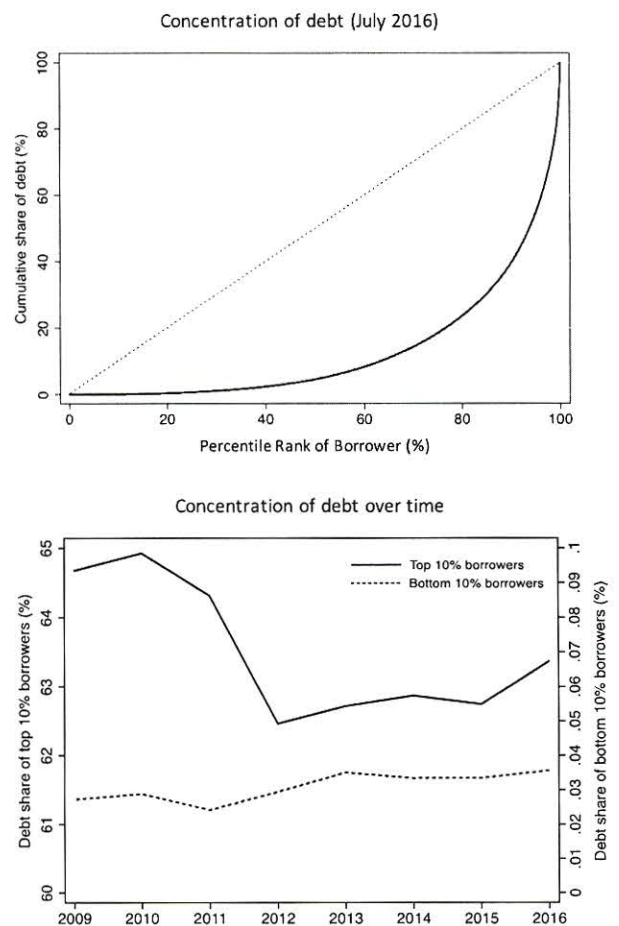 Concentration of debt (July 2016)
Cumulative share of debt (%)
100
80
60
40
20
0
0 20 40 60 80 100
Percentile Rank of Borrower (%)
Concentration of debt over time
Debt share of top 10% borrowers (%)
65
64
63
62
61
60
Top 10% borrowers
Bottom 10% borrowers
.1
.09
.08
.07
.06
.05
.04
.03
.02
.01
0
Debt share of bottom 10% borrowers (%)
2009 2010 2011 2012 2013 2014 2015 2016